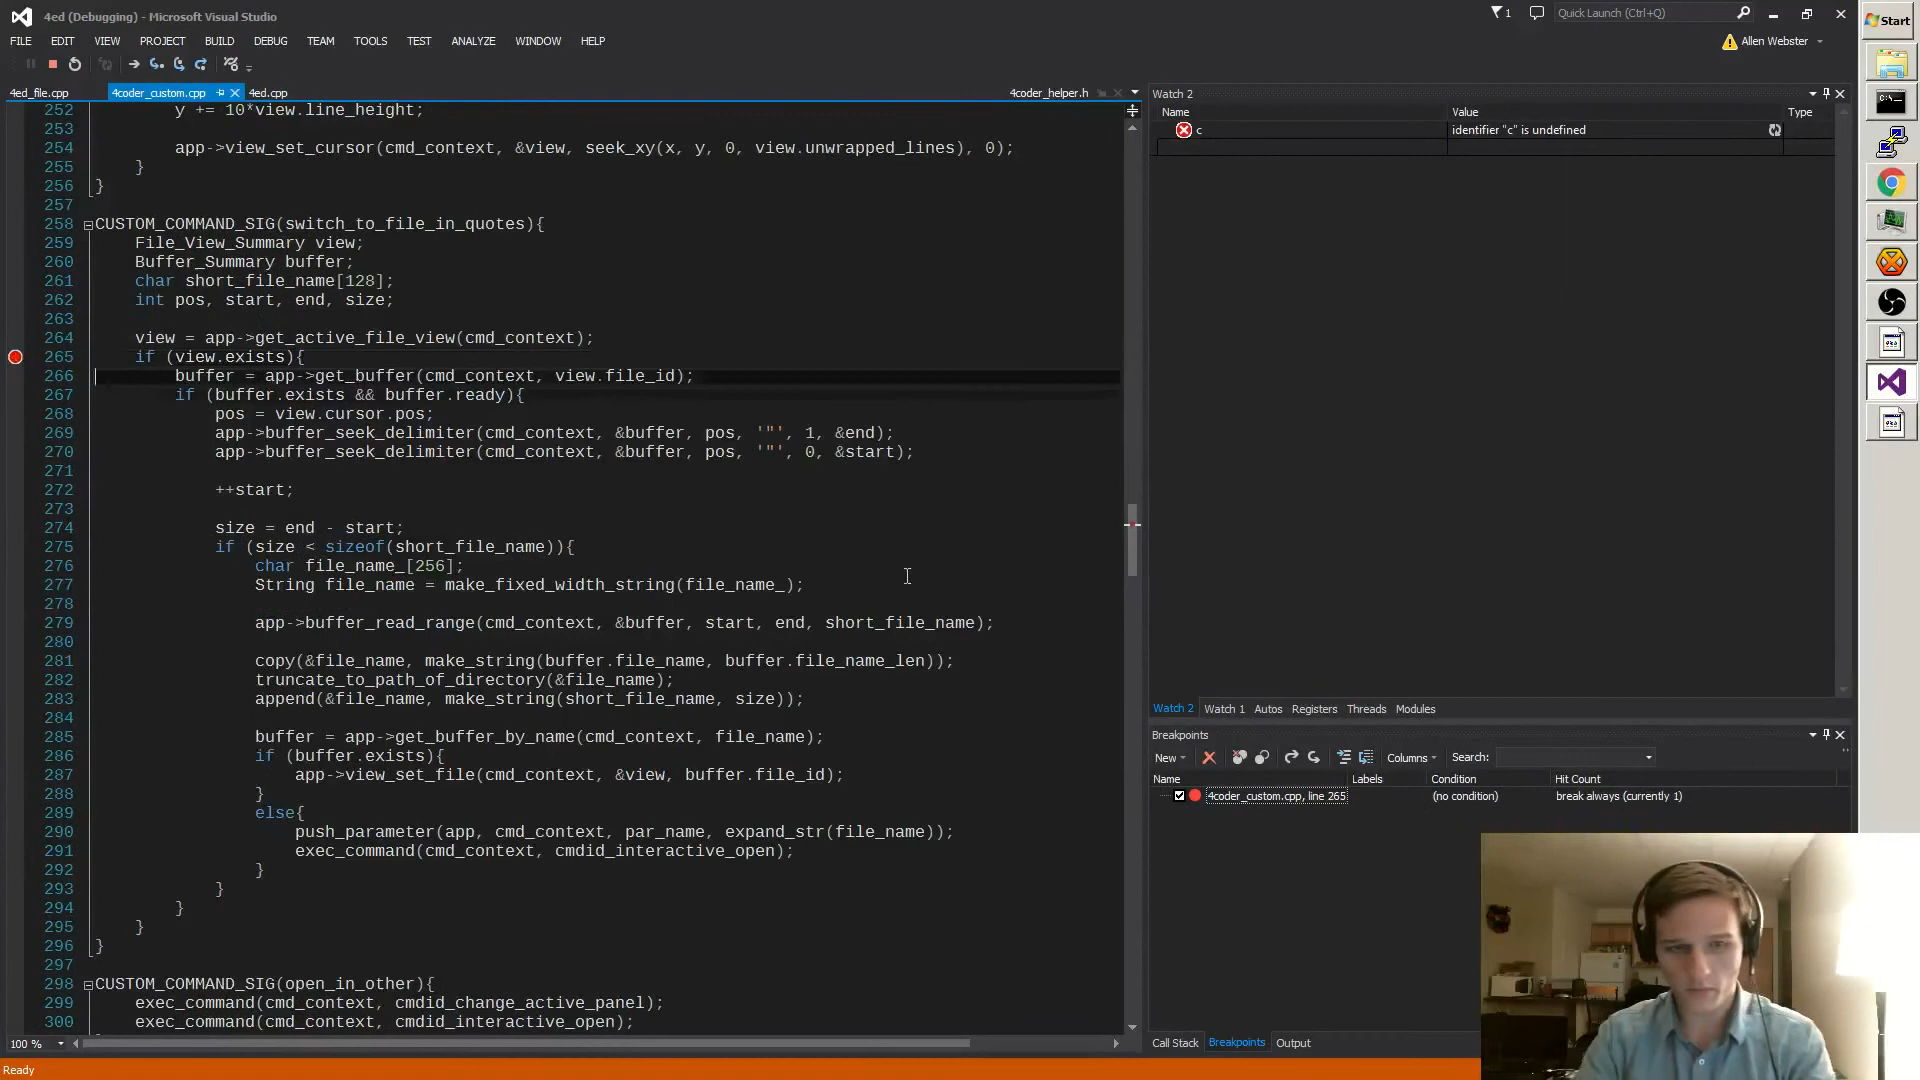 4ed (Debugging) - Microsoft Visual Studio
1
Quick Launch (Ctrl+Q)
Start
FILE EDIT VIEW PROJECT BUILD DEBUG TEAM TOOLS TEST ANALYZE WINDOW HELP
Allen Webster
4ed_file.cpp 4coder_custom.cpp 4ed.cpp 4coder_helper.h
252 y += 10*view.line_height;
253
254 app->view_set_cursor(cmd_context, &view, seek_xy(x, y, 0, view.unwrapped_lines), 0);
255 }
256 }
257
258 CUSTOM_COMMAND_SIG(switch_to_file_in_quotes){
259 File_View_Summary view;
260 Buffer_Summary buffer;
261 char short_file_name[128];
262 int pos, start, end, size;
263
264 view = app->get_active_file_view(cmd_context);
265 if (view.exists){
266 buffer = app->get_buffer(cmd_context, view.file_id);
267 if (buffer.exists && buffer.ready){
268 pos = view.cursor.pos;
269 app->buffer_seek_delimiter(cmd_context, &buffer, pos, '"', 1, &end);
270 app->buffer_seek_delimiter(cmd_context, &buffer, pos, '"', 0, &start);
271
272 ++start;
273
274 size = end - start;
275 if (size < sizeof(short_file_name)){
276 char file_name_[256];
277 String file_name = make_fixed_width_string(file_name_);
278
279 app->buffer_read_range(cmd_context, &buffer, start, end, short_file_name);
280
281 copy(&file_name, make_string(buffer.file_name, buffer.file_name_len));
282 truncate_to_path_of_directory(&file_name);
283 append(&file_name, make_string(short_file_name, size));
284
285 buffer = app->get_buffer_by_name(cmd_context, file_name);
286 if (buffer.exists){
287 app->view_set_file(cmd_context, &view, buffer.file_id);
288 }
289 else{
290 push_parameter(app, cmd_context, par_name, expand_str(file_name));
291 exec_command(cmd_context, cmdid_interactive_open);
292 }
293 }
294 }
295 }
296 }
297
298 CUSTOM_COMMAND_SIG(open_in_other){
299 exec_command(cmd_context, cmdid_change_active_panel);
300 exec_command(cmd_context, cmdid_interactive_open);
100 %
Ready
Watch 2
Name Value Type
c identifier "c" is undefined
Watch 2 Watch 1 Autos Registers Threads Modules
Breakpoints
New Columns Search:
Name Labels Condition Hit Count
4coder_custom.cpp, line 265 (no condition) break always (currently 1)
Call Stack Breakpoints Output